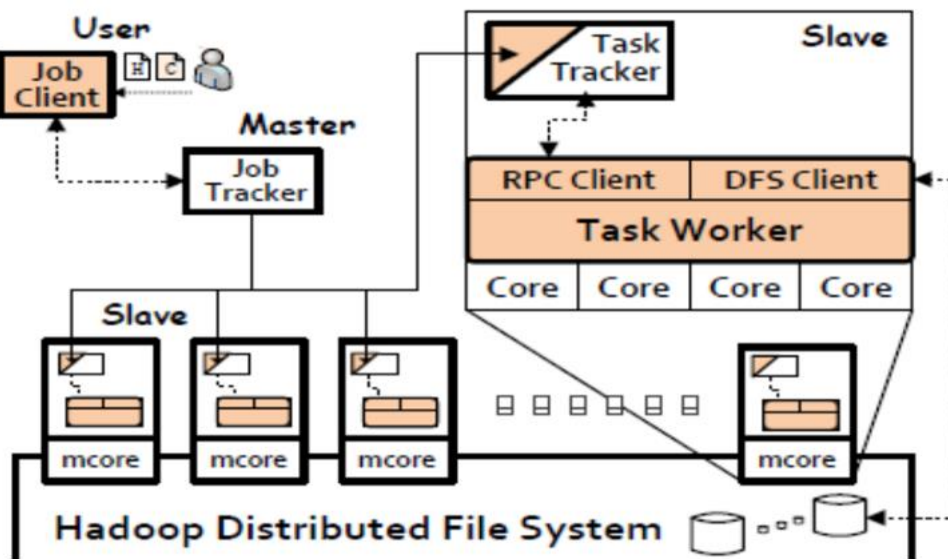 User
Job
Client
H C
Master
Job
Tracker
Slave
Task
Tracker
RPC Client DFS Client
Task Worker
Core Core Core Core
Slave
mcore mcore mcore mcore
Hadoop Distributed File System